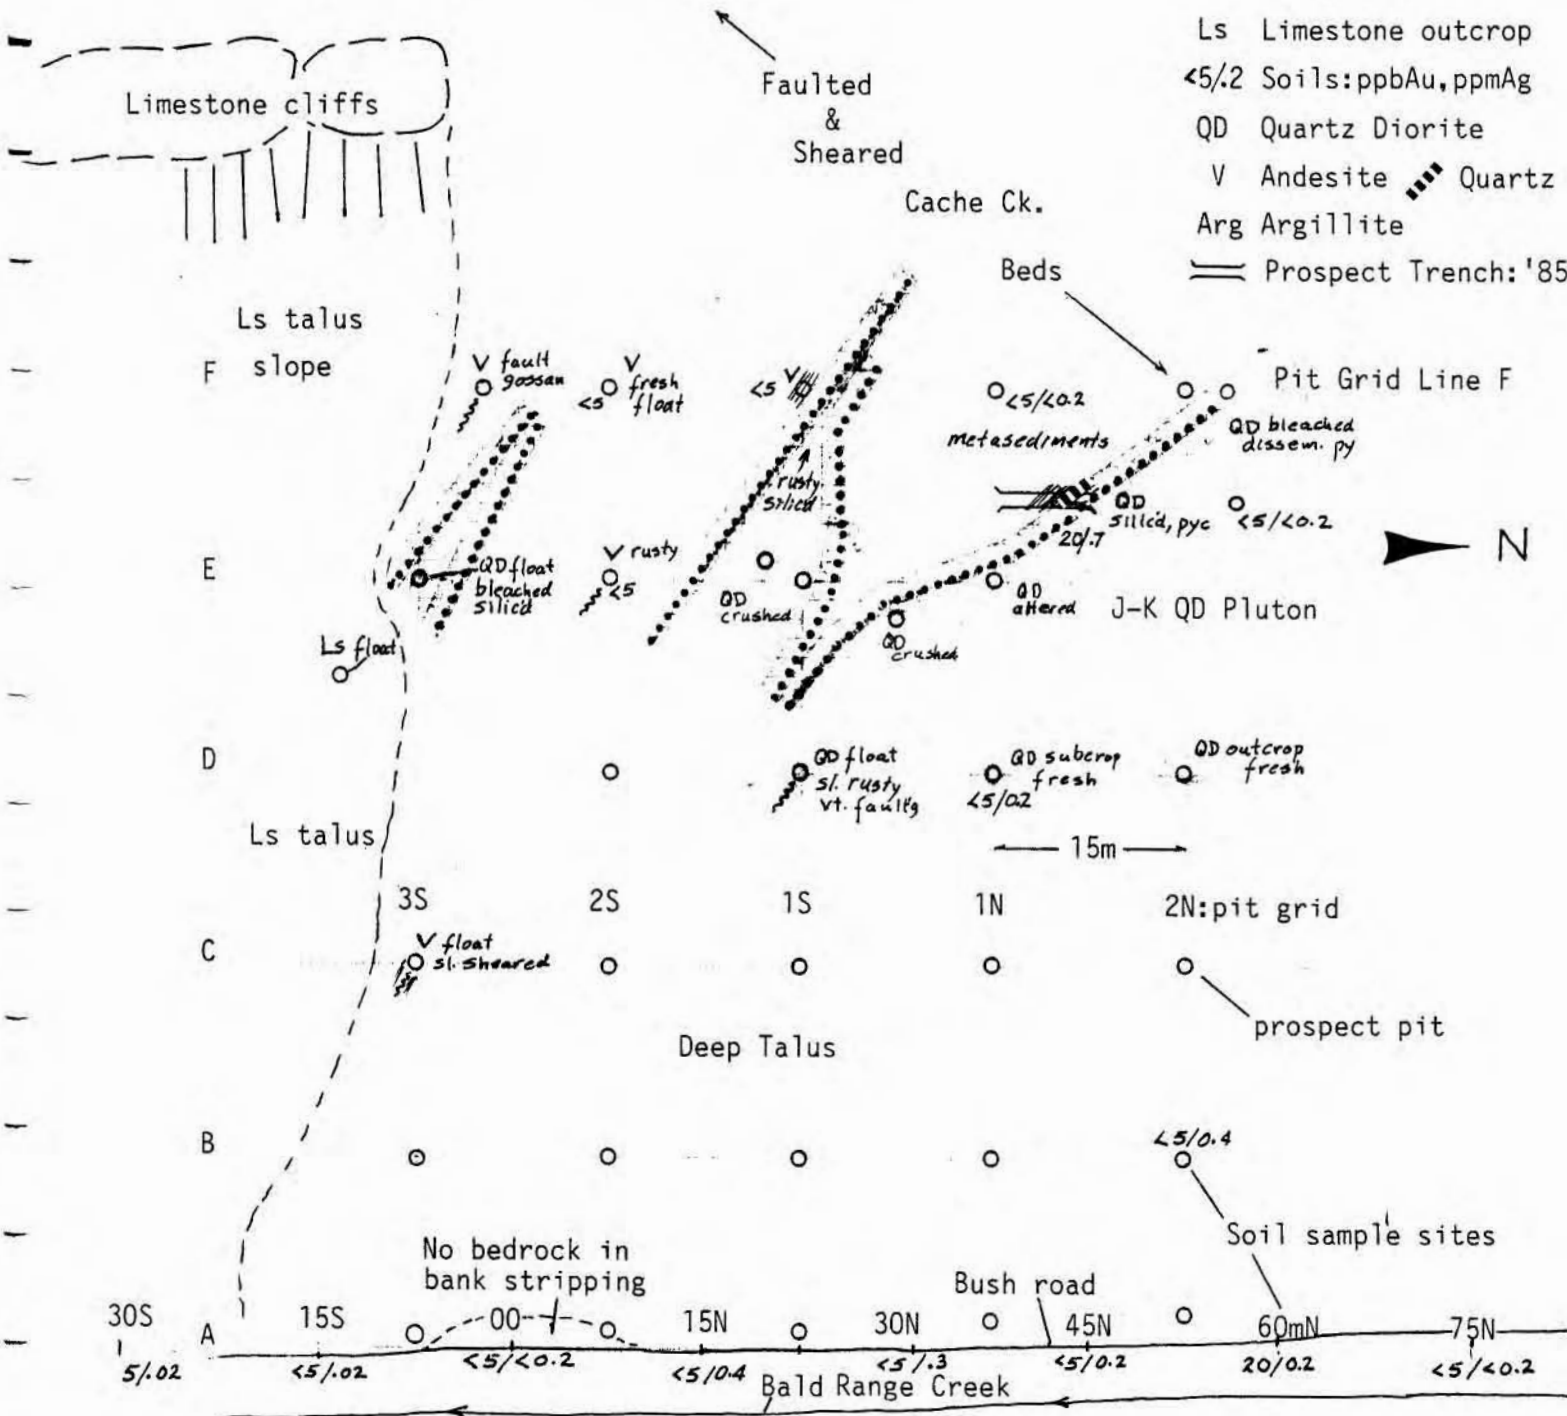 Ls Limestone outcrop
<5/.2 Soils:ppbAu,ppmAg
QD Quartz Diorite
V Andesite Quartz
Arg Argillite
Prospect Trench:'85
Limestone cliffs
Faulted
&
Sheared
Cache Ck.
Beds
Ls talus
slope
F
V fault
gossan
V
fresh
float
<5
<5 V
<5/<0.2
Pit Grid Line F
metasediments
QD bleached
dissem. py
rusty
silic'd
QD
silic'd, pyc
20/.7
<5/<0.2
N
E
QD float
bleached
silic'd
V rusty
<5
QD
crushed
QD
altered
J-K QD Pluton
QD
crushed
Ls float
D
QD float
sl. rusty
vt. fault'g
QD subcrop
fresh
<5/0.2
QD outcrop
fresh
15m
Ls talus
3S 2S 1S 1N 2N:pit grid
C
V float
sl. sheared
prospect pit
Deep Talus
B
<5/0.4
Soil sample sites
No bedrock in
bank stripping
Bush road
30S 15S 00 15N 30N 45N 60mN 75N
A
5/.02 <5/.02 <5/<0.2 <5/0.4 <5/.3 <5/0.2 20/0.2 <5/<0.2
Bald Range Creek